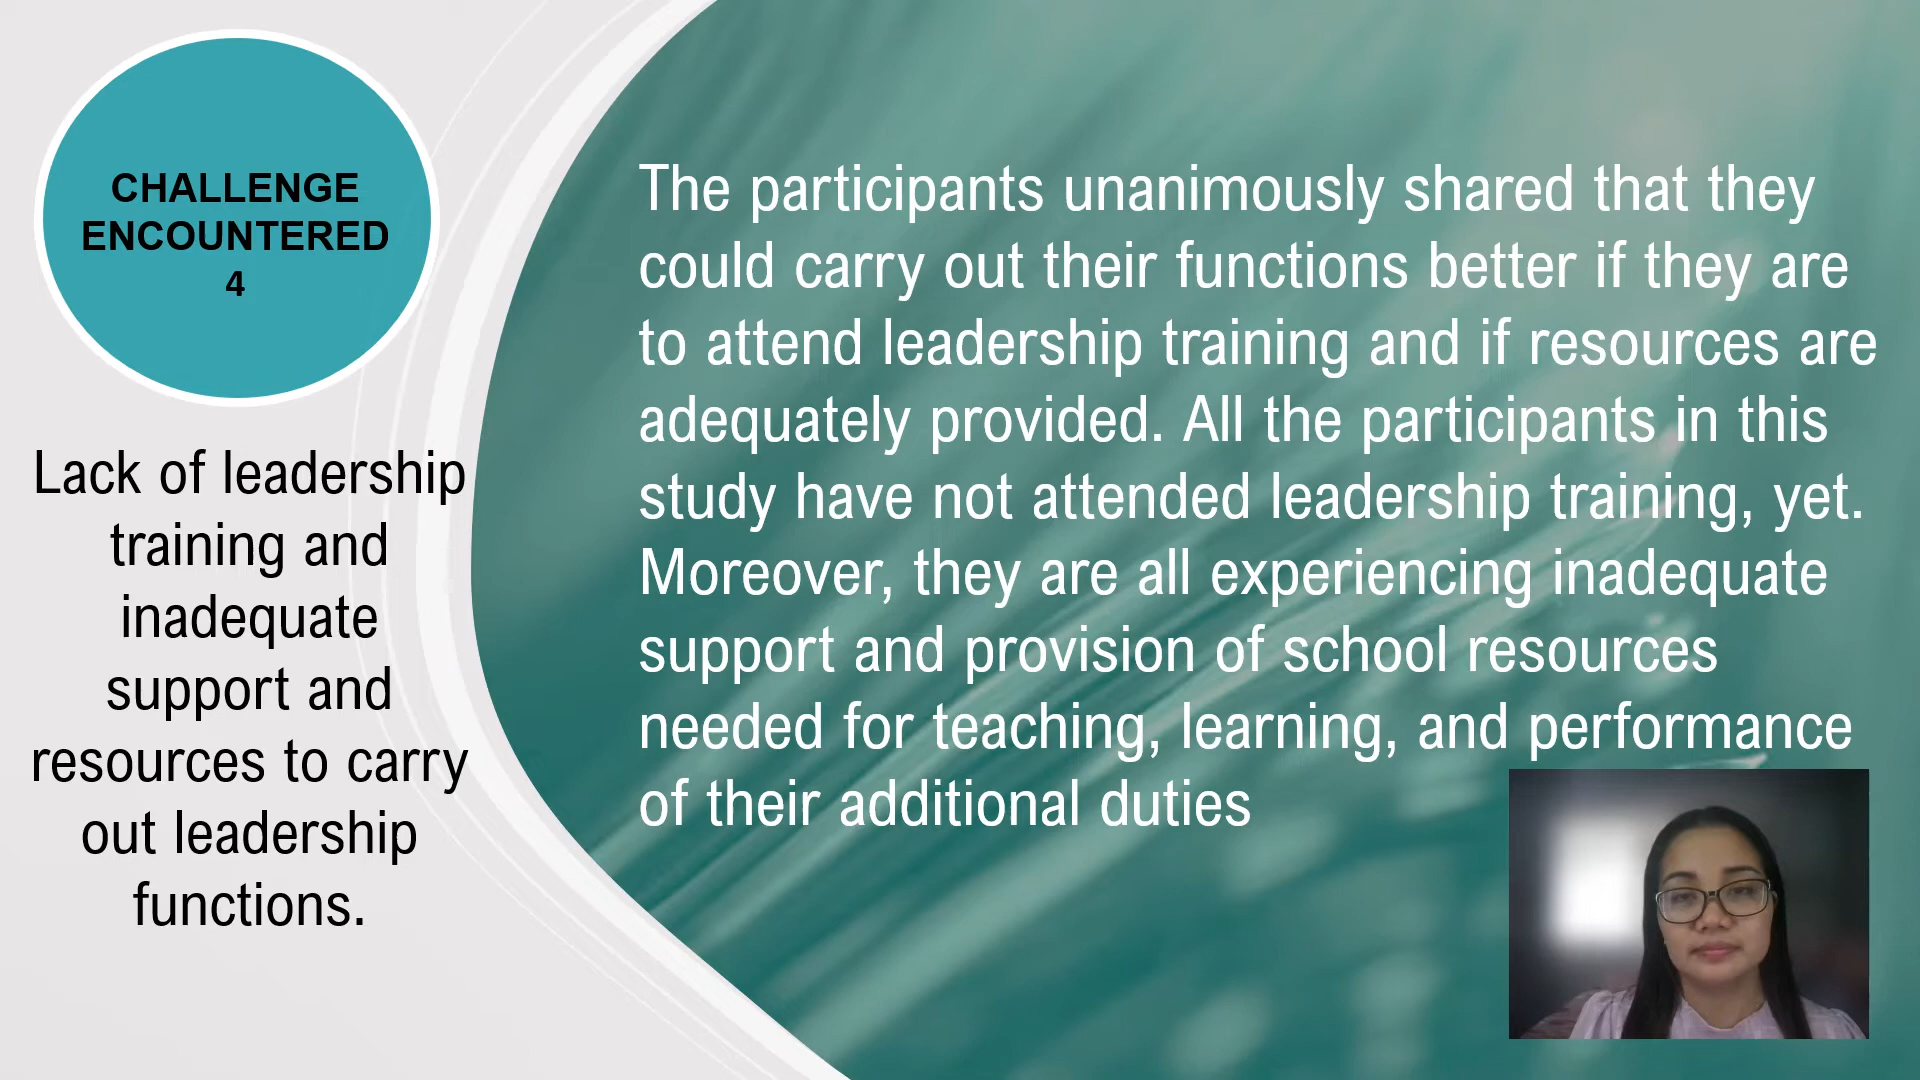 CHALLENGE
ENCOUNTERED
4
Lack of leadership
training and
inadequate
support and
resources to carry
out leadership
functions.
The participants unanimously shared that they
could carry out their functions better if they are
to attend leadership training and if resources are
adequately provided. All the participants in this
study have not attended leadership training, yet.
Moreover, they are all experiencing inadequate
support and provision of school resources
needed for teaching, learning, and performance
of their additional duties